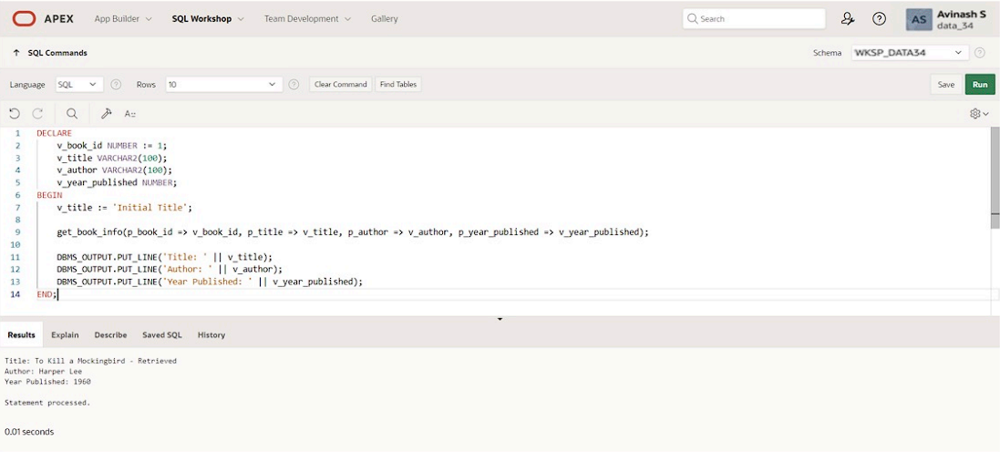 APEX App Builder SQL Workshop Team Development Gallery Search AS Avinash S
data_34
SQL Commands Schema WKSP_DATA34
Language SQL Rows 10 Clear Command Find Tables Save Run
A
1 DECLARE
2 v_book_id NUMBER := 1;
3 v_title VARCHAR2(100);
4 v_author VARCHAR2(100);
5 v_year_published NUMBER;
6 BEGIN
7 v_title := 'Initial Title';
8
9 get_book_info(p_book_id => v_book_id, p_title => v_title, p_author => v_author, p_year_published => v_year_published);
10
11 DBMS_OUTPUT.PUT_LINE('Title: ' || v_title);
12 DBMS_OUTPUT.PUT_LINE('Author: ' || v_author);
13 DBMS_OUTPUT.PUT_LINE('Year Published: ' || v_year_published);
14 END;
Results Explain Describe Saved SQL History
Title: To Kill a Mockingbird - Retrieved
Author: Harper Lee
Year Published: 1960
Statement processed.
0.01 seconds